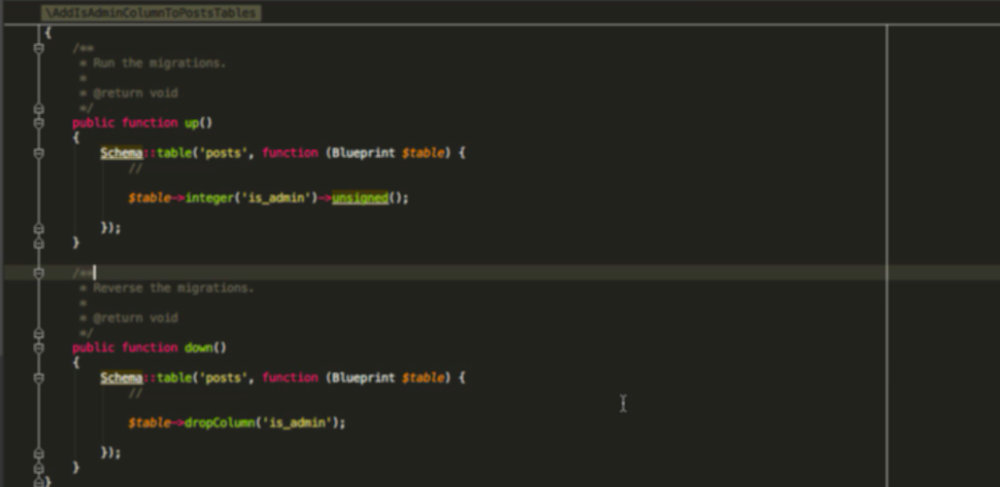 \AddIsAdminColumnToPostsTables
{
    /**
     * Run the migrations.
     *
     * @return void
     */
    public function up()
    {
        Schema::table('posts', function (Blueprint $table) {
            //

            $table->integer('is_admin')->unsigned();

        });
    }

    /**
     * Reverse the migrations.
     *
     * @return void
     */
    public function down()
    {
        Schema::table('posts', function (Blueprint $table) {
            //

            $table->dropColumn('is_admin');

        });
    }
}